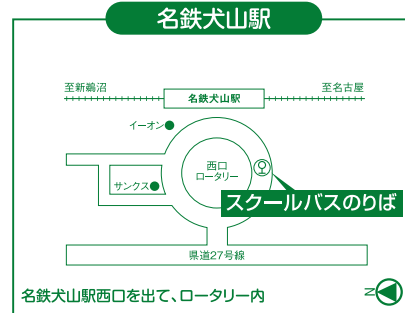 名鉄犬山駅
至新鵜沼
至名古屋
名鉄犬山駅
イーオン
西口
ロータリー
サンクス
スクールバスのりば
県道27号線
名鉄犬山駅西口を出て、ロータリー内
N